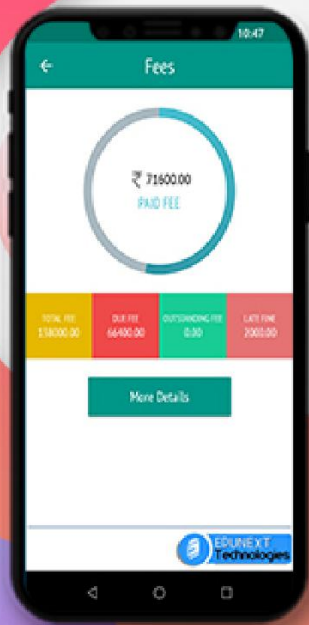 10:47
Fees
₹ 71600.00
PAID FEE
TOTAL FEE
138000.00
DUE FEE
66400.00
OUTSTANDING FEE
0.00
LATE FINE
2000.00
More Details
EDUNEXT
Technologies